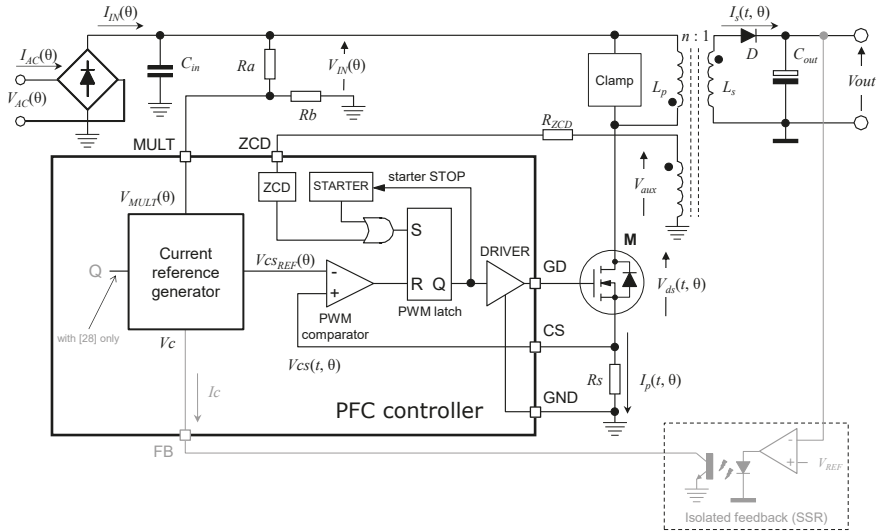 I_IN(θ)
I_s(t, θ)
n : 1
I_AC(θ)
V_AC(θ)
C_in
Ra
V_IN(θ)
Rb
Clamp
L_p
L_s
D
C_out
Vout
MULT
ZCD
R_ZCD
V_aux
V_MULT(θ)
ZCD
STARTER
starter STOP
Q
Current
reference
generator
Vcs_REF(θ)
S
R Q
PWM latch
DRIVER
GD
M
V_ds(t, θ)
-
+
PWM
comparator
with [28] only
Vc
Vcs(t, θ)
CS
Rs
I_p(t, θ)
Ic
PFC controller
GND
FB
-
+
V_REF
Isolated feedback (SSR)